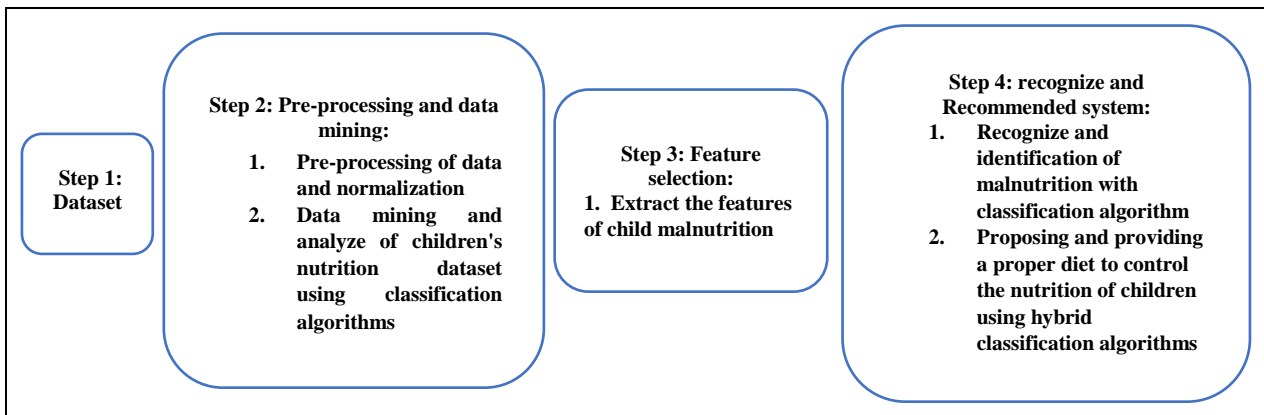 Step 1:
Dataset
Step 2: Pre-processing and data
mining:
1. Pre-processing of data
and normalization
2. Data mining and
analyze of children's
nutrition dataset
using classification
algorithms
Step 3: Feature
selection:
1. Extract the features
of child malnutrition
Step 4: recognize and
Recommended system:
1. Recognize and
identification of
malnutrition with
classification algorithm
2. Proposing and providing
a proper diet to control
the nutrition of children
using hybrid
classification algorithms